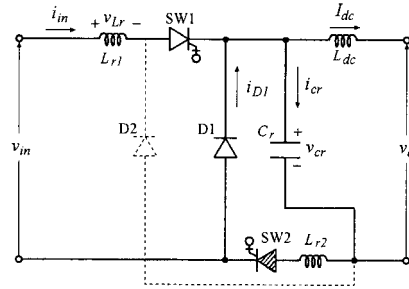 i_in + v_Lr − SW1 I_dc
L_r1 L_dc
i_D1 i_cr
D2 D1 C_r +
v_in v_cr
−
SW2 L_r2